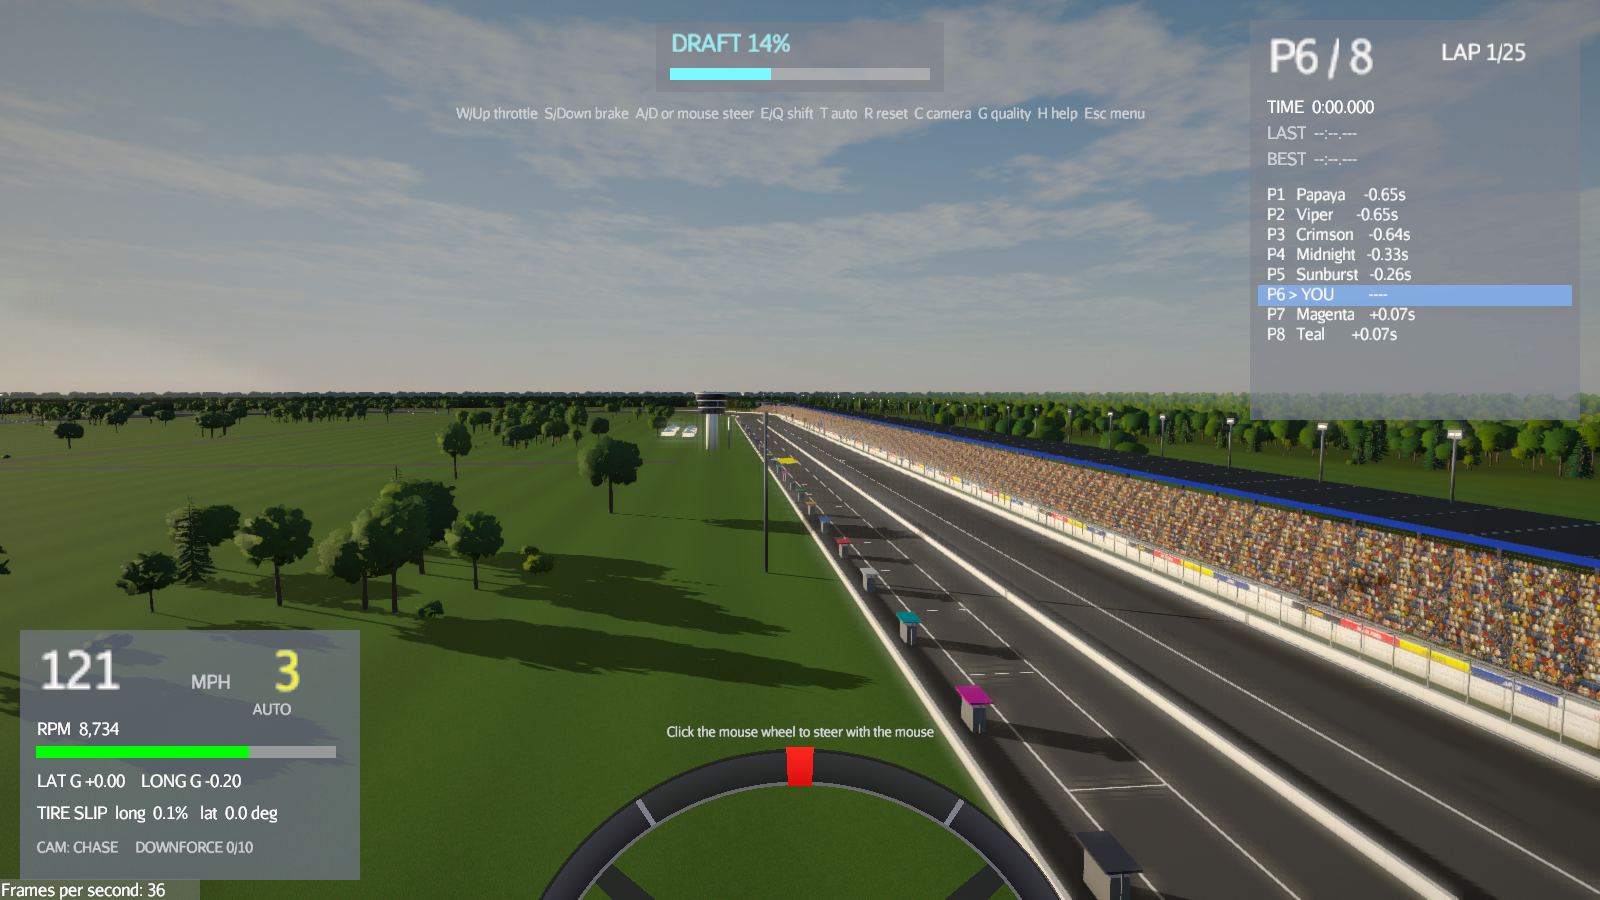 DRAFT 14%
W/Up throttle S/Down brake A/D or mouse steer E/Q shift T auto R reset C camera G quality H help Esc menu
P6 / 8 LAP 1/25
TIME 0:00.000
LAST --:--.---
BEST --:--.---
P1 Papaya -0.65s
P2 Viper -0.65s
P3 Crimson -0.64s
P4 Midnight -0.33s
P5 Sunburst -0.26s
P6 > YOU ----
P7 Magenta +0.07s
P8 Teal +0.07s
Click the mouse wheel to steer with the mouse
121 MPH 3
AUTO
RPM 8,734
LAT G +0.00 LONG G -0.20
TIRE SLIP long 0.1% lat 0.0 deg
CAM: CHASE DOWNFORCE 0/10
Frames per second: 36